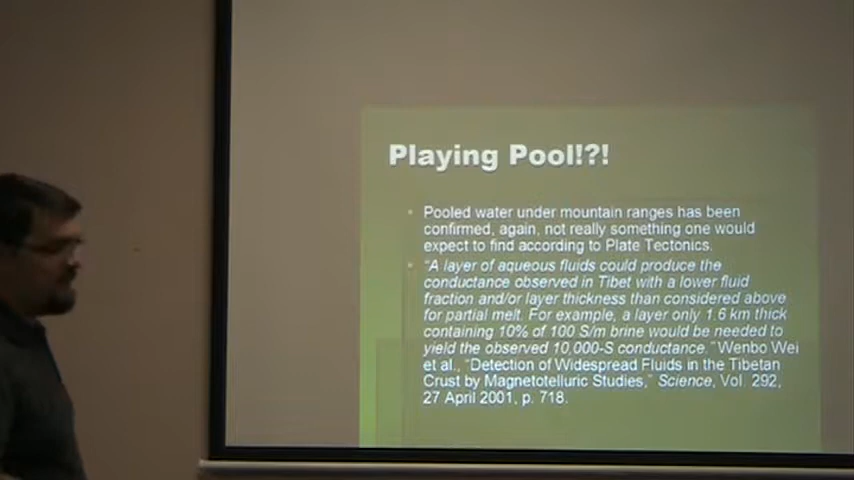 Playing Pool!?!
Pooled water under mountain ranges has been
confirmed, again, not really something one would
expect to find according to Plate Tectonics.
"A layer of aqueous fluids could produce the
conductance observed in Tibet with a lower fluid
fraction and/or layer thickness than considered above
for partial melt. For example, a layer only 1.6 km thick
containing 10% of 100 S/m brine would be needed to
yield the observed 10,000-S conductance." Wenbo Wei
et al., "Detection of Widespread Fluids in the Tibetan
Crust by Magnetotelluric Studies," Science, Vol. 292,
27 April 2001, p. 718.